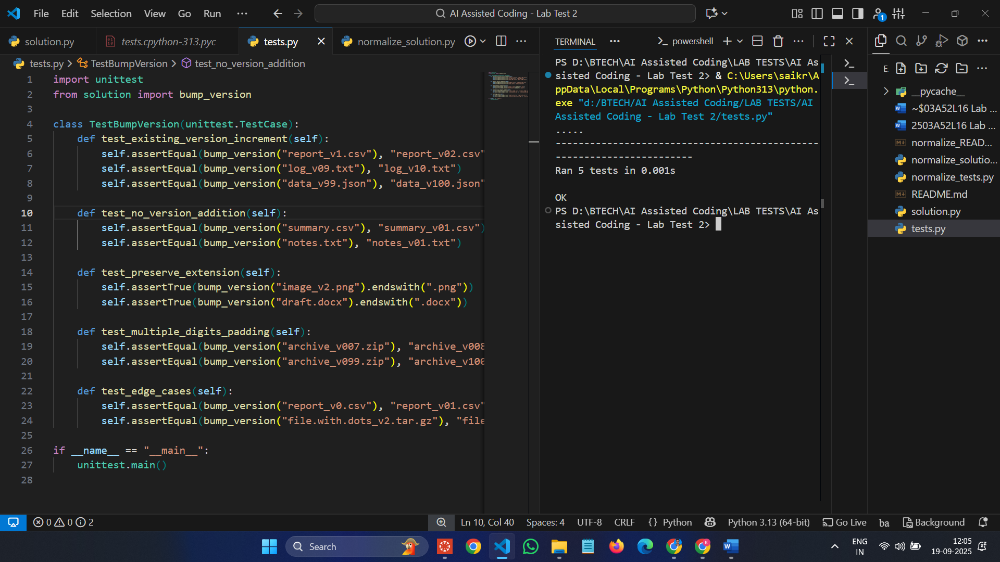 File Edit Selection View Go Run ···
AI Assisted Coding - Lab Test 2
1
solution.py
tests.cpython-313.pyc
tests.py
normalize_solution.py
TERMINAL
powershell
tests.py > TestBumpVersion > test_no_version_addition
1 import unittest
2 from solution import bump_version
3
4 class TestBumpVersion(unittest.TestCase):
5 def test_existing_version_increment(self):
6 self.assertEqual(bump_version("report_v1.csv"), "report_v02.csv"
7 self.assertEqual(bump_version("log_v09.txt"), "log_v10.txt")
8 self.assertEqual(bump_version("data_v99.json"), "data_v100.json"
9
10 def test_no_version_addition(self):
11 self.assertEqual(bump_version("summary.csv"), "summary_v01.csv")
12 self.assertEqual(bump_version("notes.txt"), "notes_v01.txt")
13
14 def test_preserve_extension(self):
15 self.assertTrue(bump_version("image_v2.png").endswith(".png"))
16 self.assertTrue(bump_version("draft.docx").endswith(".docx"))
17
18 def test_multiple_digits_padding(self):
19 self.assertEqual(bump_version("archive_v007.zip"), "archive_v008
20 self.assertEqual(bump_version("archive_v099.zip"), "archive_v100
21
22 def test_edge_cases(self):
23 self.assertEqual(bump_version("report_v0.csv"), "report_v01.csv"
24 self.assertEqual(bump_version("file.with.dots_v2.tar.gz"), "file
25
26 if __name__ == "__main__":
27 unittest.main()
28
PS D:\BTECH\AI Assisted Coding\LAB TESTS\AI As
sisted Coding - Lab Test 2> & C:\Users\saikr\A
ppData\Local\Programs\Python\Python313\python.
exe "d:/BTECH/AI Assisted Coding/LAB TESTS/AI
Assisted Coding - Lab Test 2/tests.py"
.....
----------------------------------------------
------------------------
Ran 5 tests in 0.001s
OK
PS D:\BTECH\AI Assisted Coding\LAB TESTS\AI As
sisted Coding - Lab Test 2>
E
__pycache__
~$03A52L16 Lab ...
2503A52L16 Lab ...
normalize_READ...
normalize_solutio...
normalize_tests.py
README.md
solution.py
tests.py
0 0 2
Ln 10, Col 40 Spaces: 4 UTF-8 CRLF {} Python Python 3.13 (64-bit) Go Live ba Background
Search
ENG
IN
12:05
19-09-2025